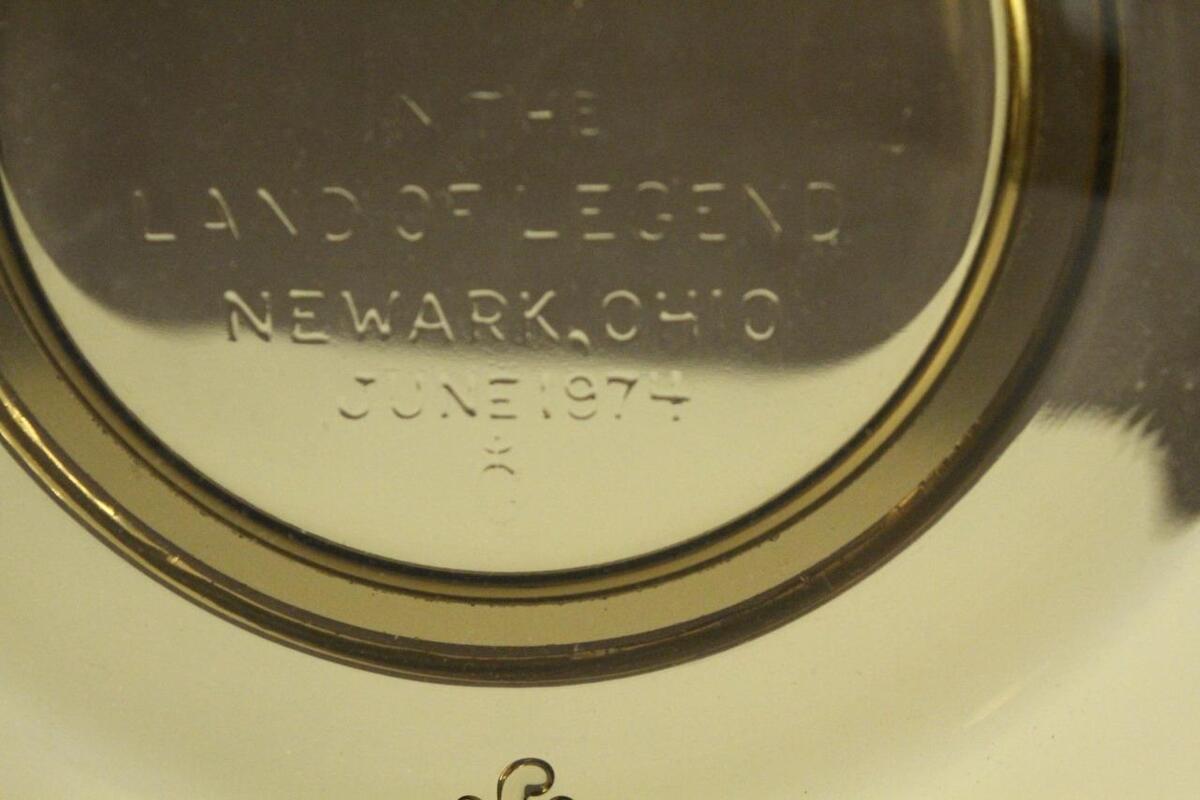 IN THE
LAND OF LEGEND
NEWARK, OHIO
JUNE 1974